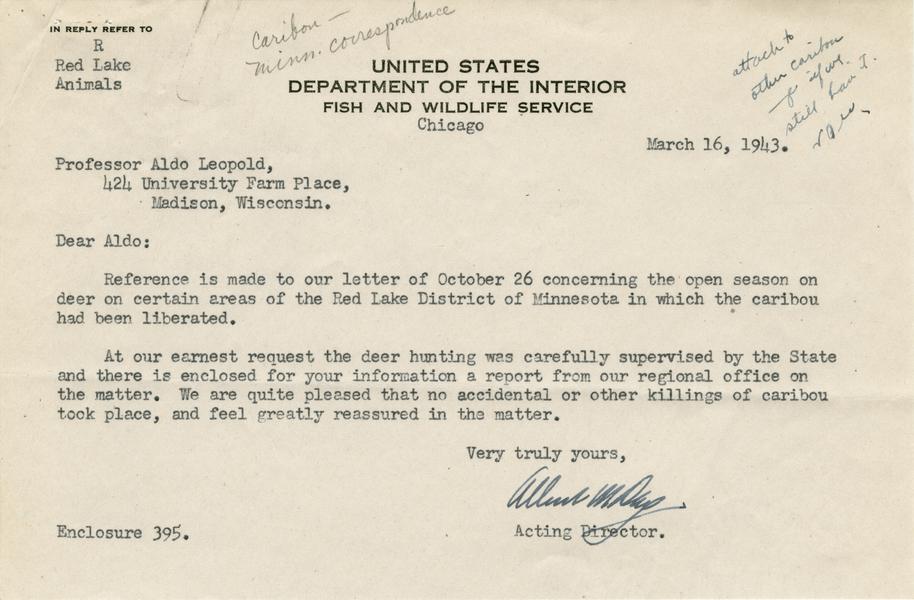 IN REPLY REFER TO
R
Red Lake
Animals
Caribou —
Minn. correspondence
attach to
other caribou
if we
still have
UNITED STATES
DEPARTMENT OF THE INTERIOR
FISH AND WILDLIFE SERVICE
Chicago
March 16, 1943.
Professor Aldo Leopold,
424 University Farm Place,
Madison, Wisconsin.
Dear Aldo:
Reference is made to our letter of October 26 concerning the open season on
deer on certain areas of the Red Lake District of Minnesota in which the caribou
had been liberated.
At our earnest request the deer hunting was carefully supervised by the State
and there is enclosed for your information a report from our regional office on
the matter. We are quite pleased that no accidental or other killings of caribou
took place, and feel greatly reassured in the matter.
Very truly yours,
Albert M. Day
Acting Director.
Enclosure 395.